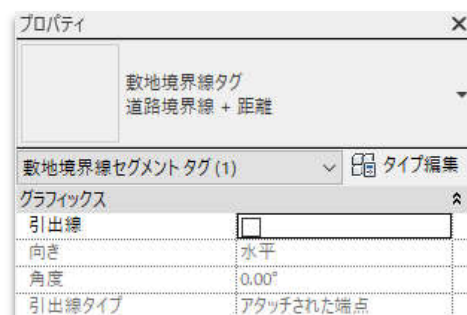 プロパティ
敷地境界線タグ
道路境界線 + 距離
敷地境界線セグメント タグ (1)
タイプ編集
グラフィックス
引出線
向き 水平
角度 0.00°
引出線タイプ アタッチされた端点